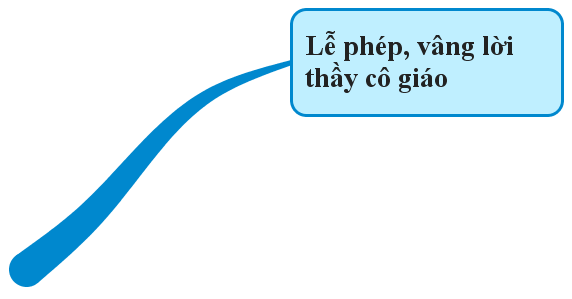 Lễ phép, vâng lời
thầy cô giáo